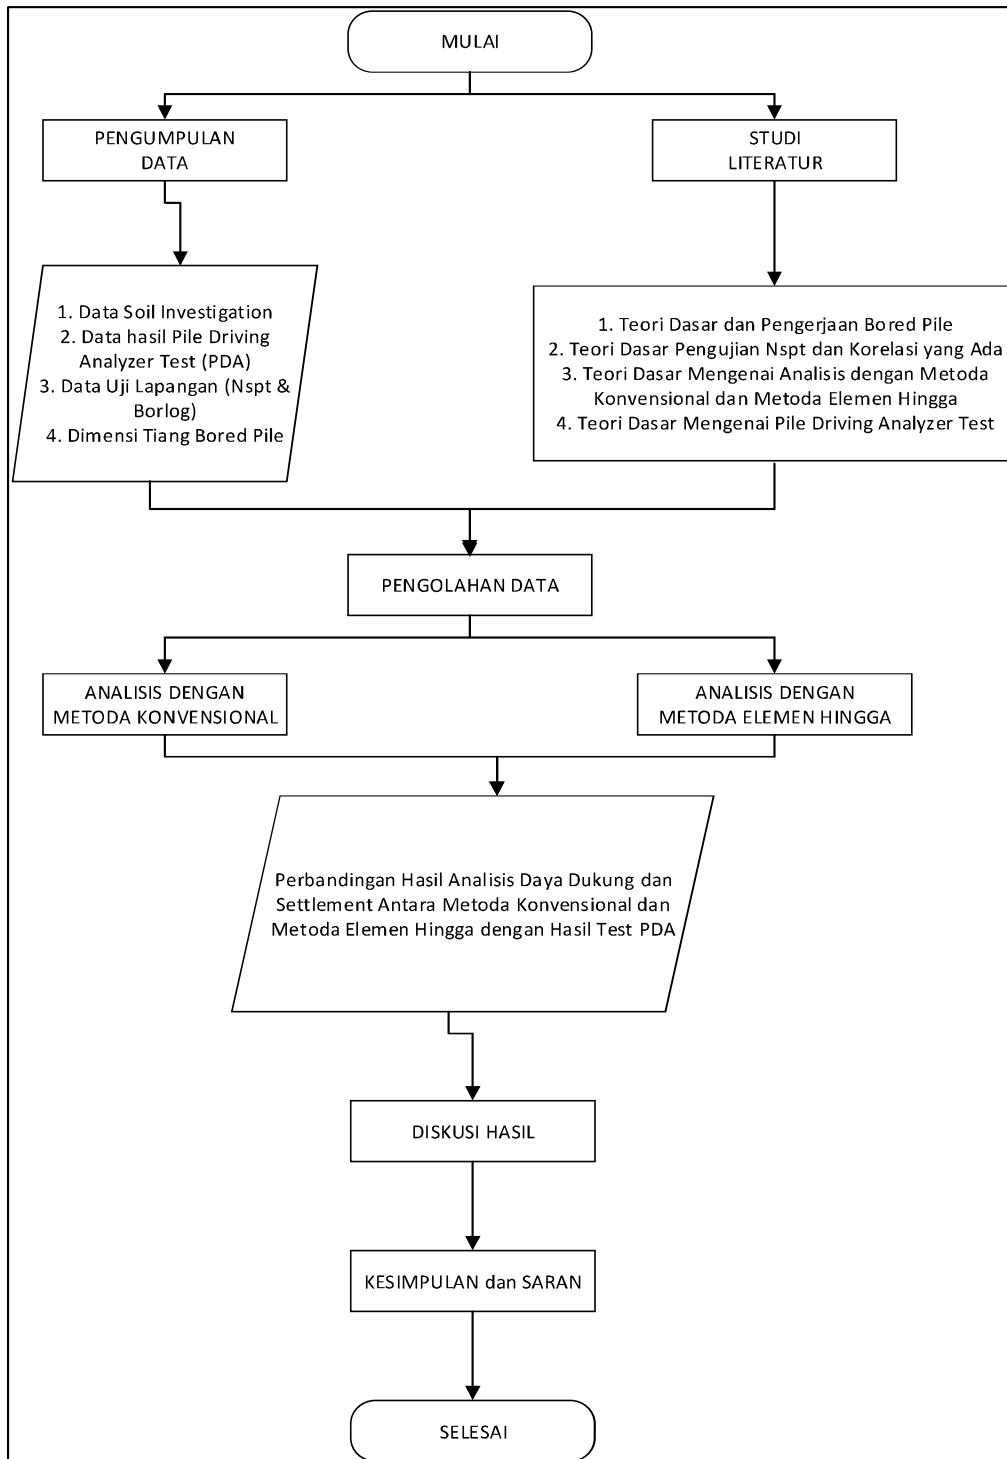 MULAI
PENGUMPULAN
DATA
STUDI
LITERATUR
1. Data Soil Investigation
2. Data hasil Pile Driving
Analyzer Test (PDA)
3. Data Uji Lapangan (Nspt &
Borlog)
4. Dimensi Tiang Bored Pile
1. Teori Dasar dan Pengerjaan Bored Pile
2. Teori Dasar Pengujian Nspt dan Korelasi yang Ada
3. Teori Dasar Mengenai Analisis dengan Metoda
Konvensional dan Metoda Elemen Hingga
4. Teori Dasar Mengenai Pile Driving Analyzer Test
PENGOLAHAN DATA
ANALISIS DENGAN
METODA KONVENSIONAL
ANALISIS DENGAN
METODA ELEMEN HINGGA
Perbandingan Hasil Analisis Daya Dukung dan
Settlement Antara Metoda Konvensional dan
Metoda Elemen Hingga dengan Hasil Test PDA
DISKUSI HASIL
KESIMPULAN dan SARAN
SELESAI